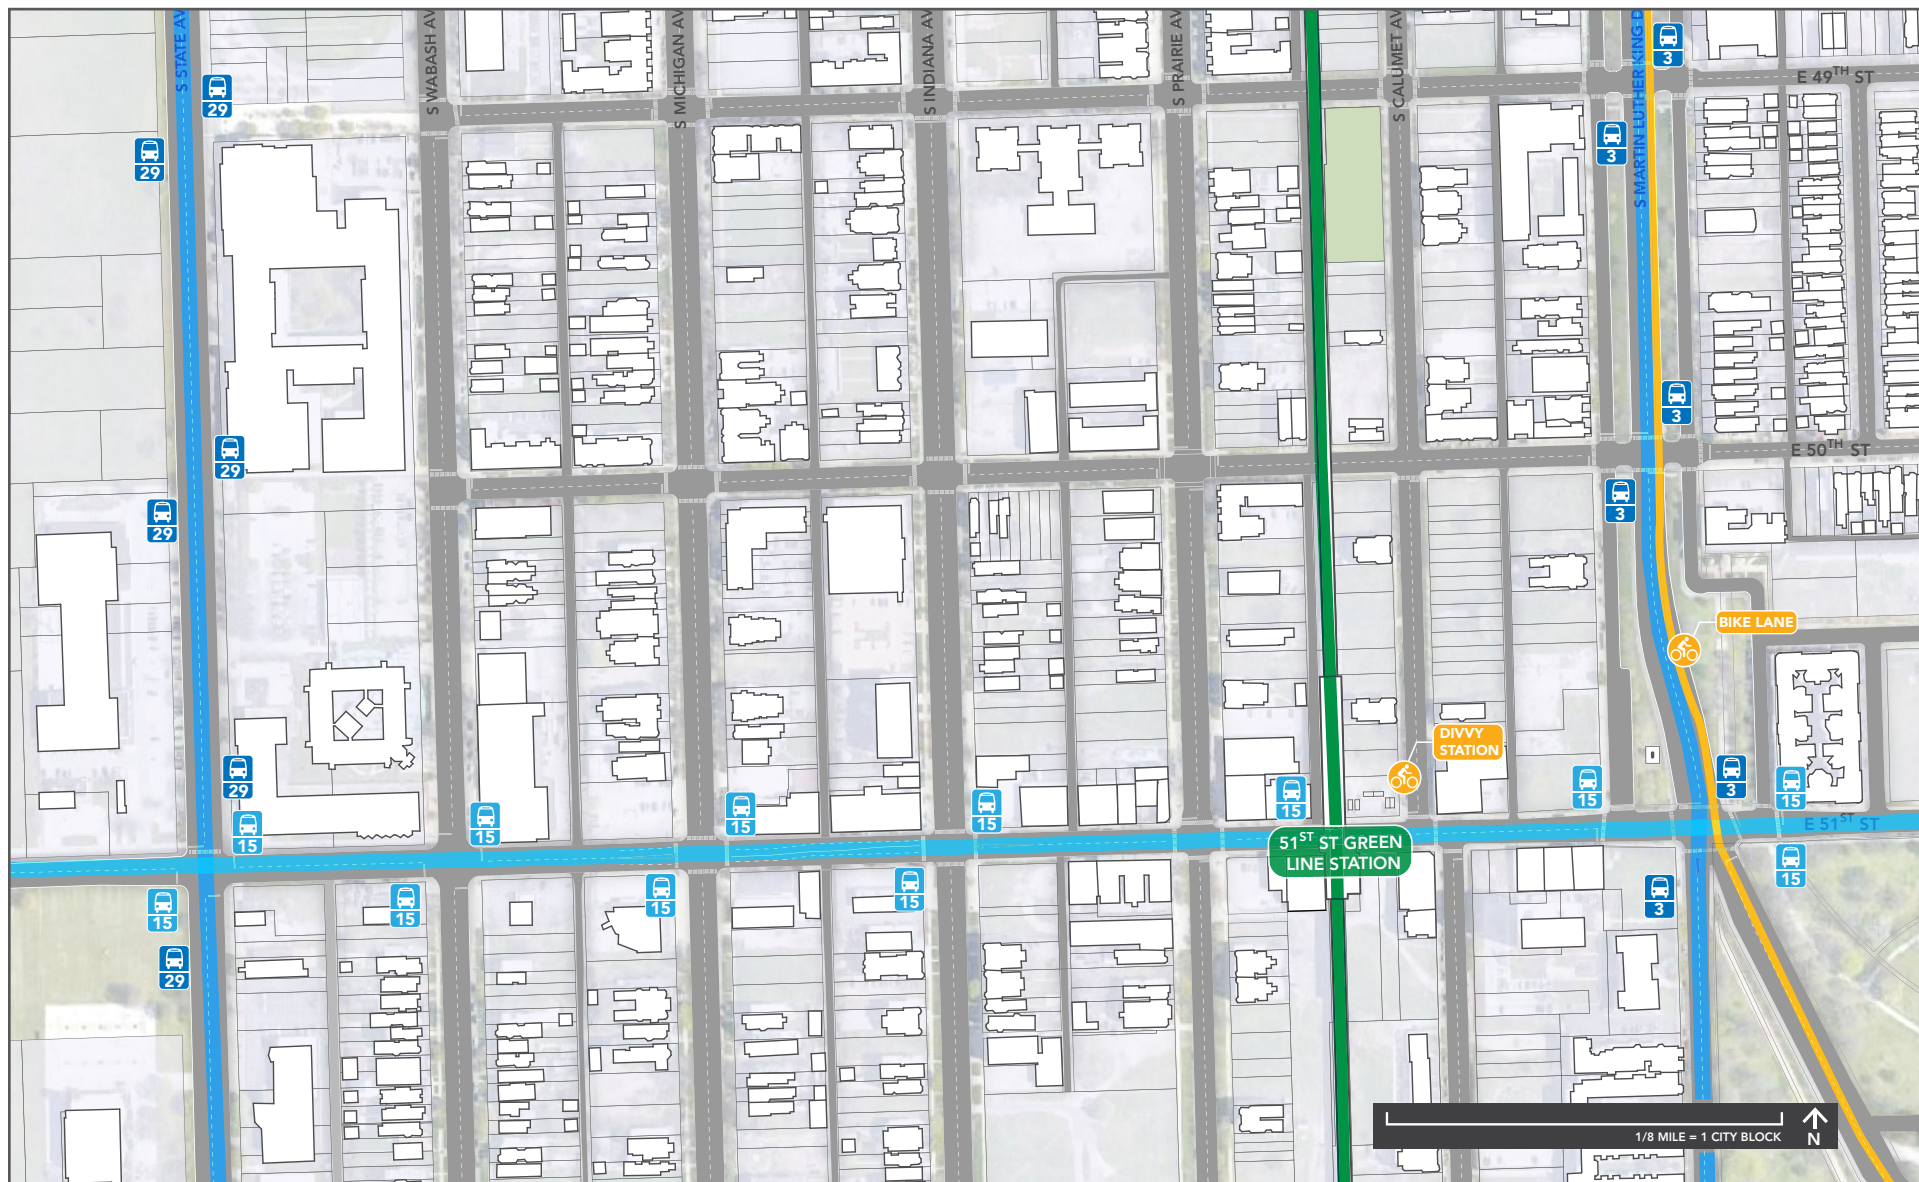 S STATE AV
S WABASH AV
S MICHIGAN AV
S INDIANA AV
S PRAIRIE AV
S CALUMET AV
S MARTIN LUTHER KING D
3
E 49TH ST
29
3
29
3
29
3
E 50TH ST
29
3
BIKE LANE
DIVVY
STATION
29
3
15
15
15
15
15
15
15
E 51ST ST
51ST ST GREEN
LINE STATION
15
15
15
15
15
3
29
1/8 MILE = 1 CITY BLOCK
N